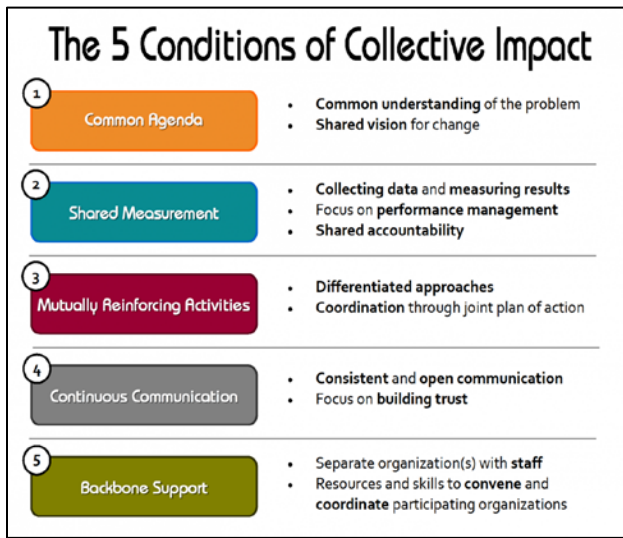 The 5 Conditions of Collective Impact
1
Common Agenda
• Common understanding of the problem
• Shared vision for change
2
Shared Measurement
• Collecting data and measuring results
• Focus on performance management
• Shared accountability
3
Mutually Reinforcing Activities
• Differentiated approaches
• Coordination through joint plan of action
4
Continuous Communication
• Consistent and open communication
• Focus on building trust
5
Backbone Support
• Separate organization(s) with staff
• Resources and skills to convene and
coordinate participating organizations